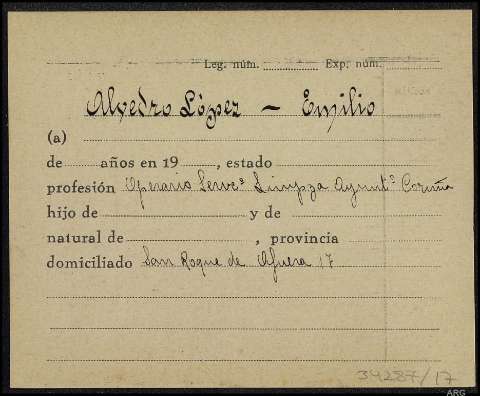 Leg. núm. Exp. núm.
Alvedro López - Emilio
(a)
de años en 19 , estado
profesión Operario Servcº Limpza Ayuntº Coruña
hijo de y de
natural de , provincia
domiciliado San Roque de Afuera 17
34287/17
ARG